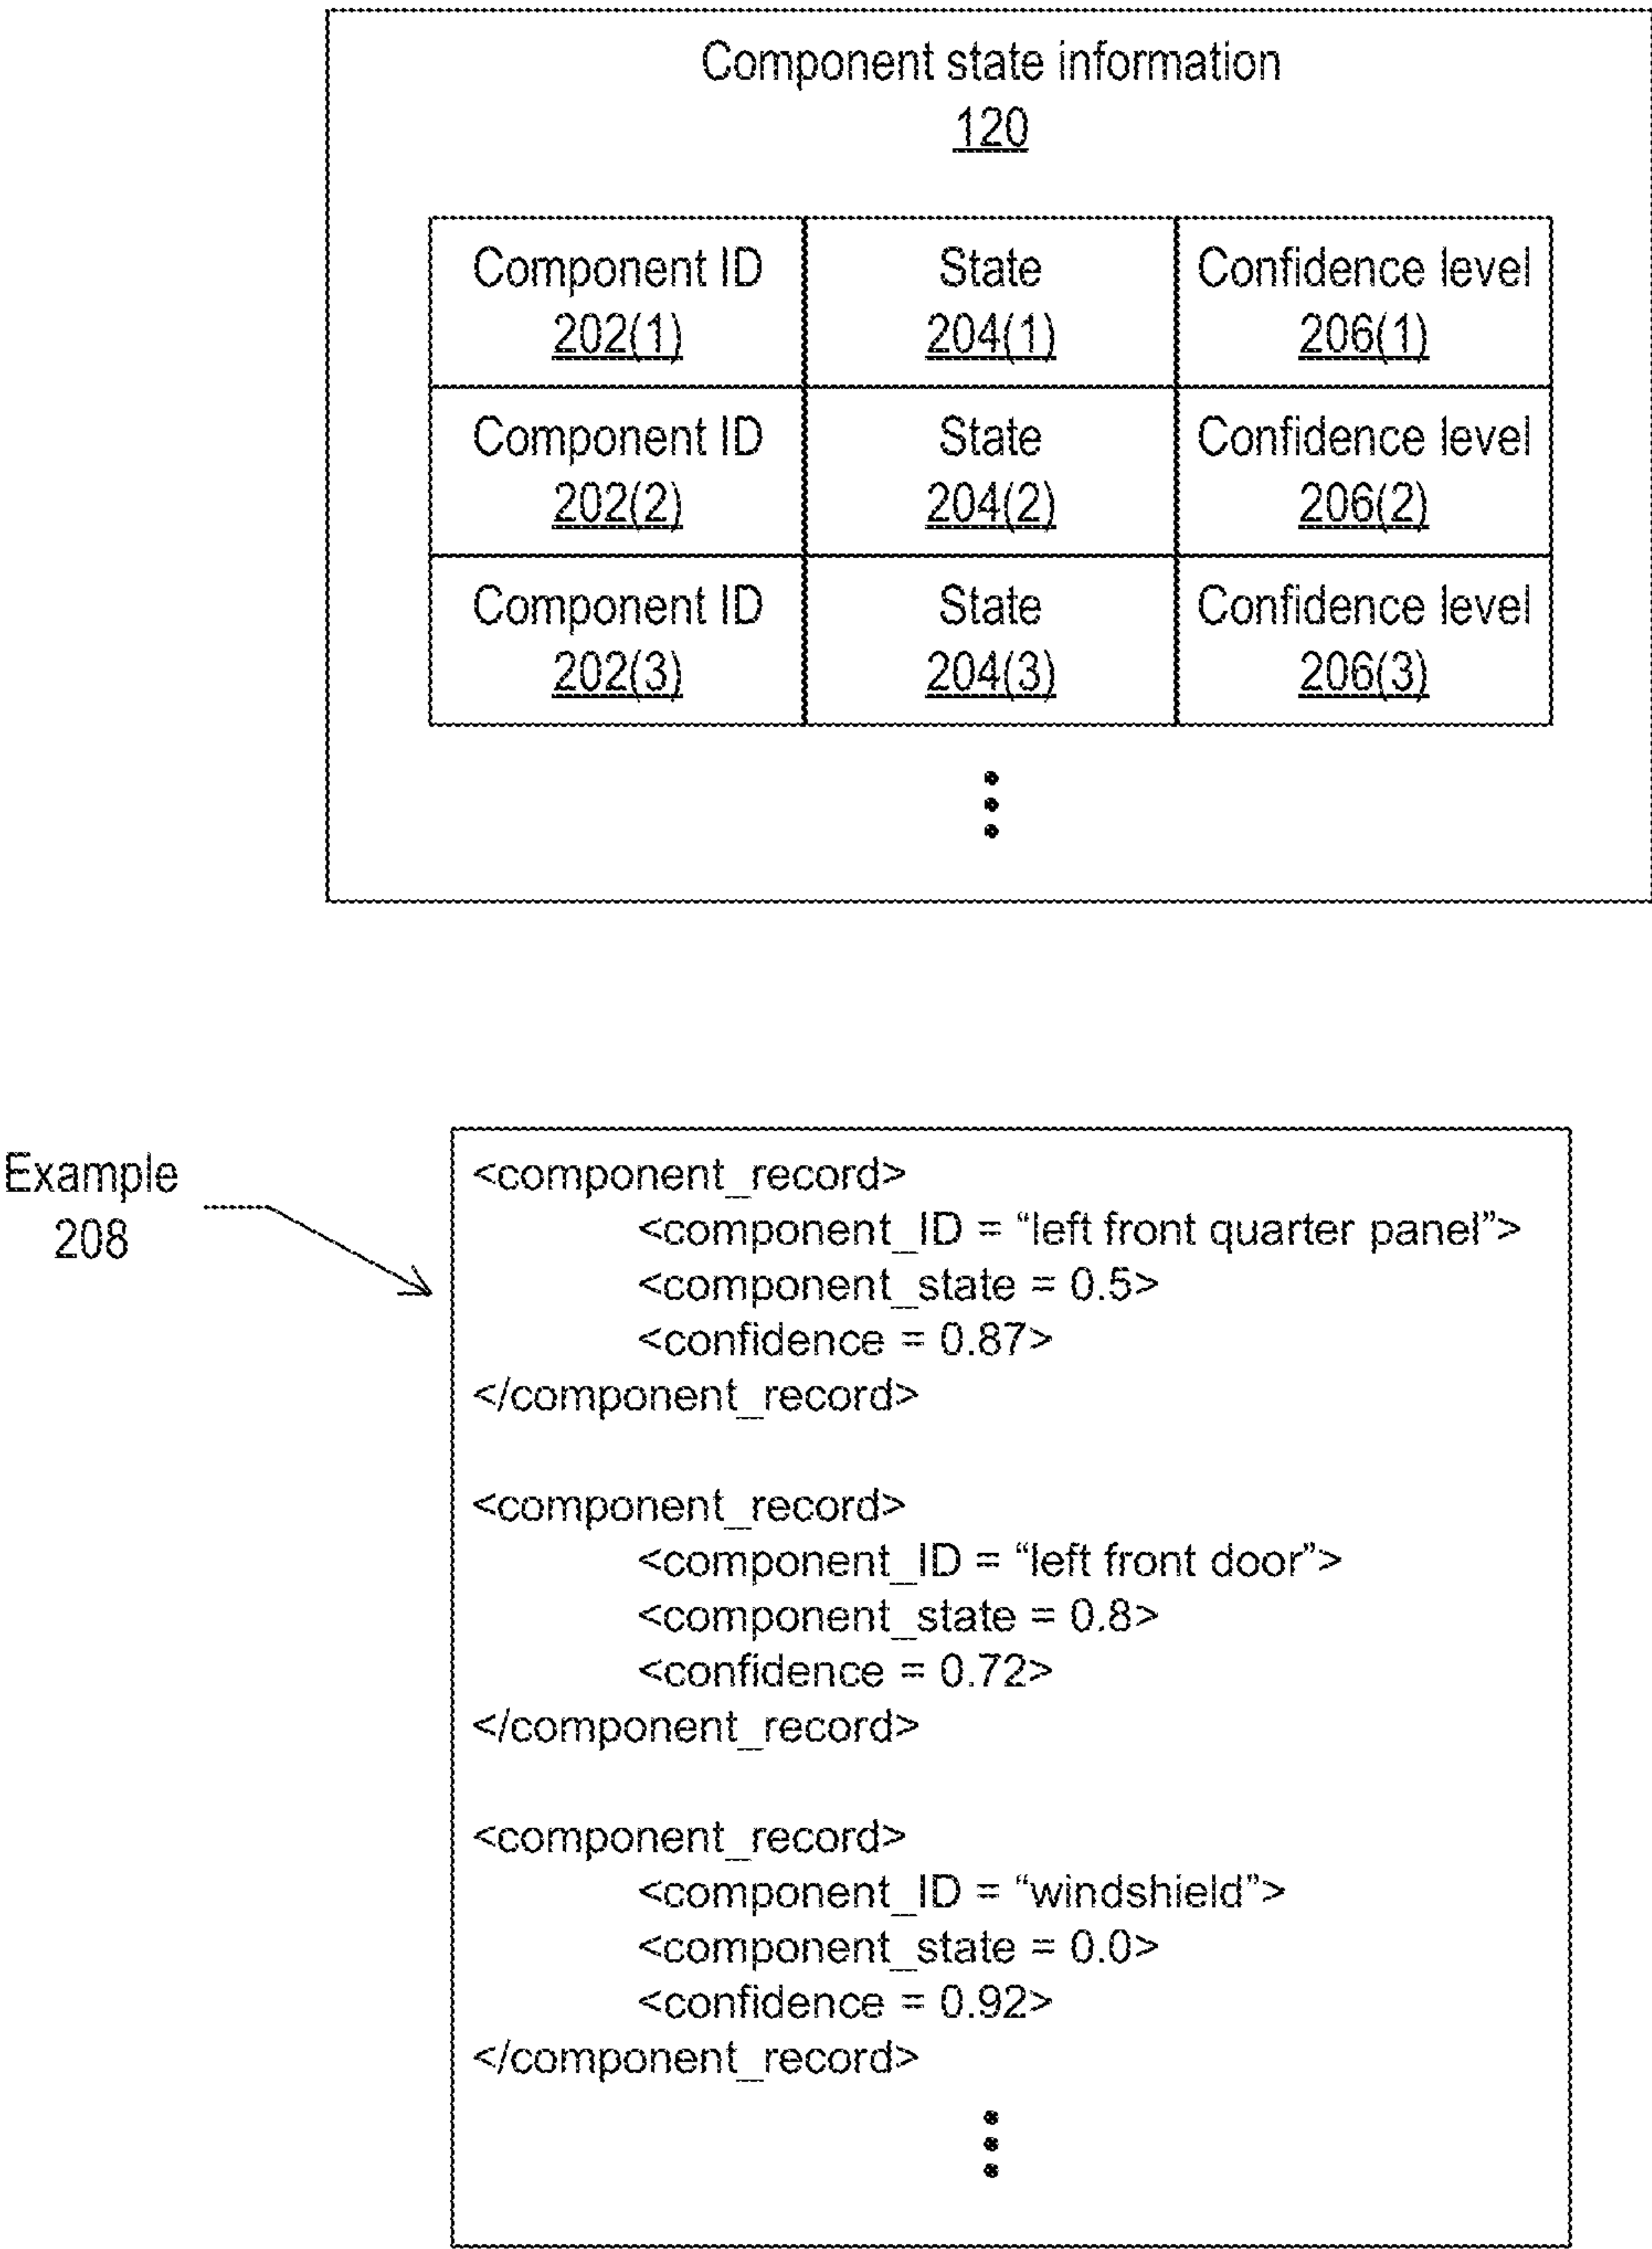 Component state information
120
Component ID State Confidence level
202(1) 204(1) 206(1)
Component ID State Confidence level
202(2) 204(2) 206(2)
Component ID State Confidence level
202(3) 204(3) 206(3)
Example
208
<component_record>
<component_ID = “left front quarter panel”>
<component_state = 0.5>
<confidence = 0.87>
</component_record>
<component_record>
<component_ID = “left front door”>
<component_state = 0.8>
<confidence = 0.72>
</component_record>
<component_record>
<component_ID = “windshield”>
<component_state = 0.0>
<confidence = 0.92>
</component_record>